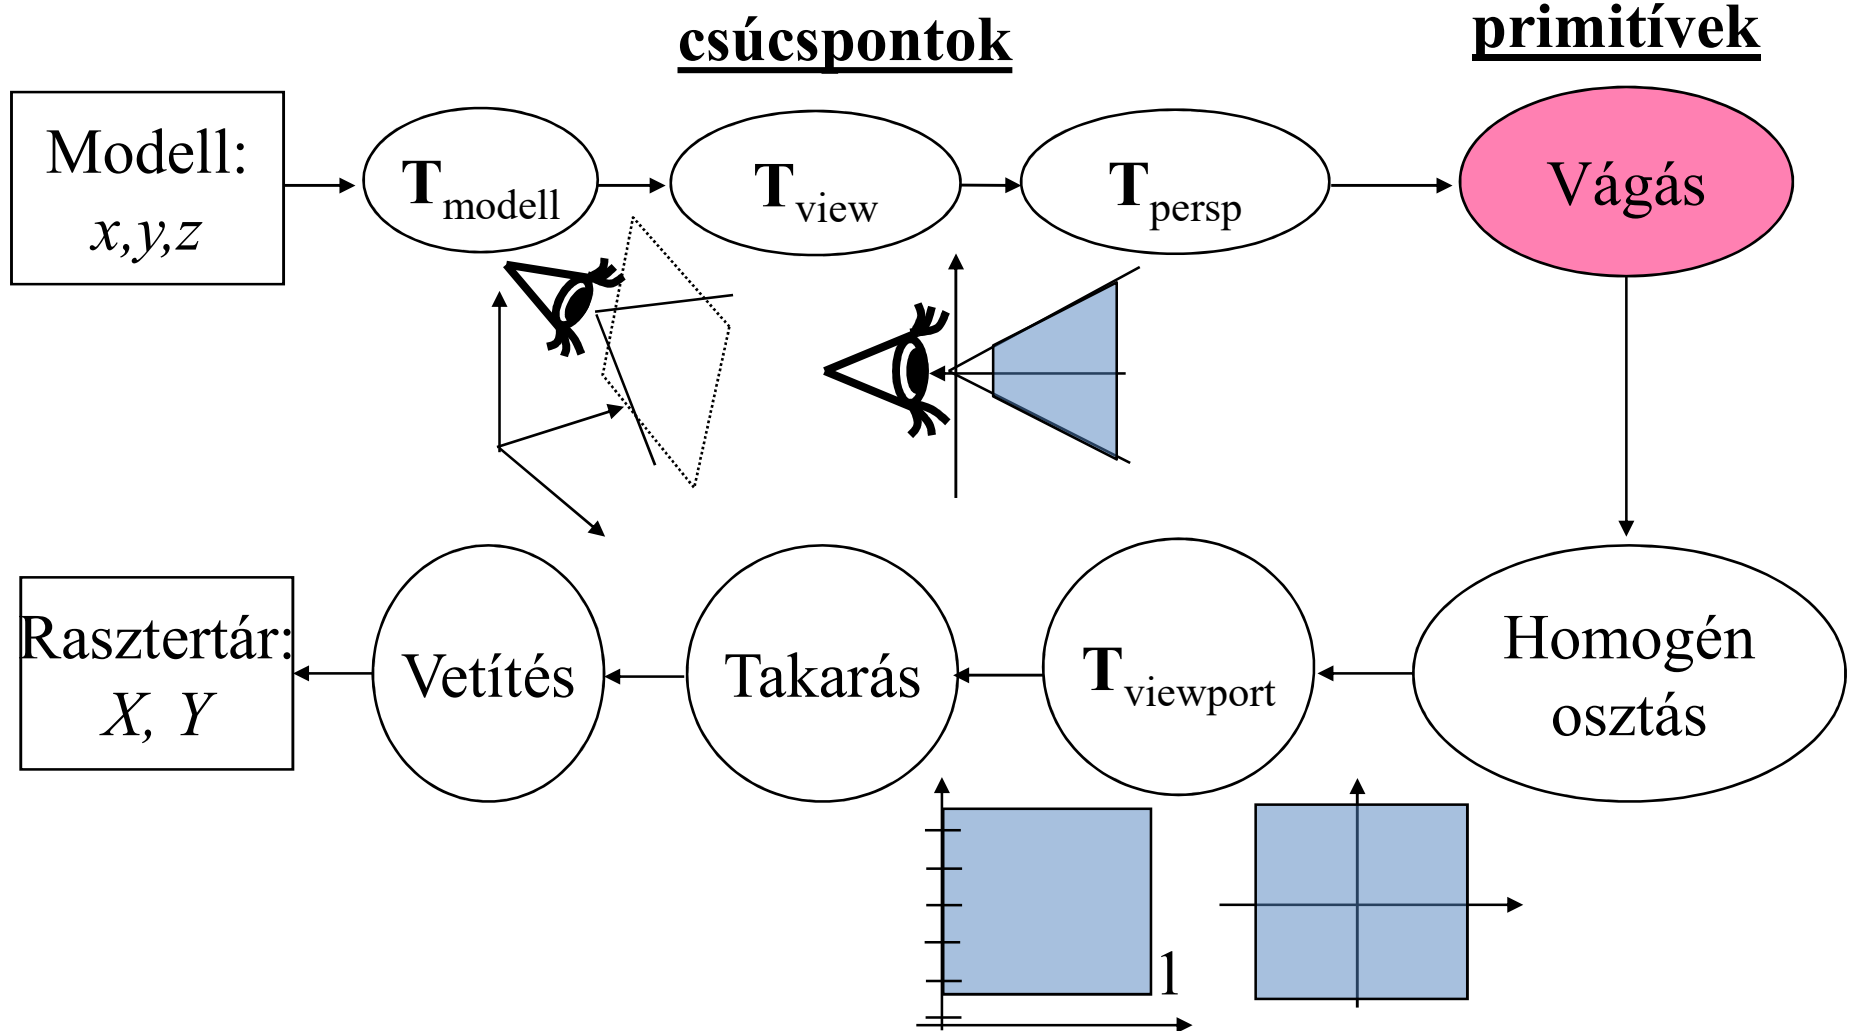 csúcspontok
primitívek
Modell:
x,y,z
Tmodell
Tview
Tpersp
Vágás
Rasztertár:
X, Y
Vetítés
Takarás
Tviewport
Homogén
osztás
1